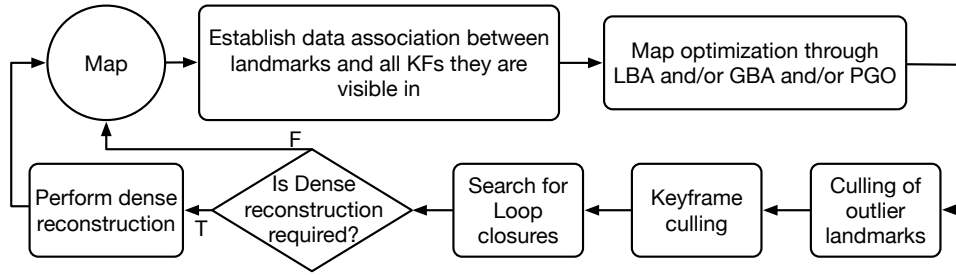 Map
Establish data association between
landmarks and all KFs they are
visible in
Map optimization through
LBA and/or GBA and/or PGO
F
Perform dense
reconstruction
T
Is Dense
reconstruction
required?
Search for
Loop
closures
Keyframe
culling
Culling of
outlier
landmarks